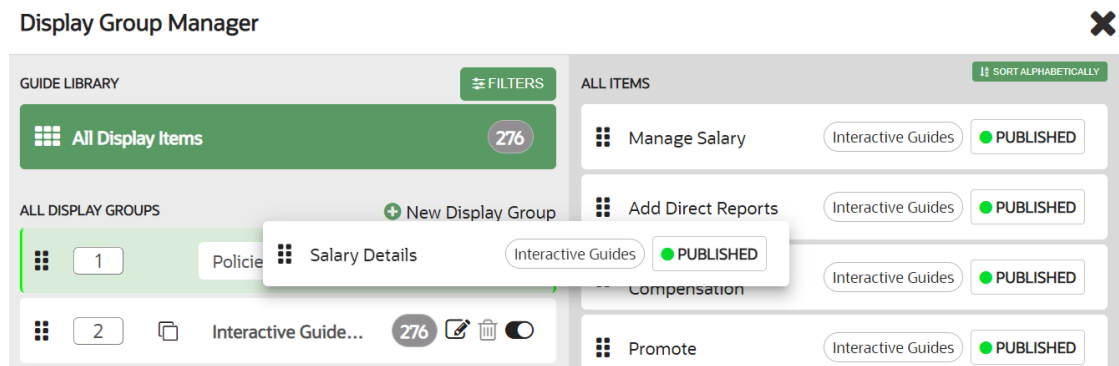 Display Group Manager
GUIDE LIBRARY
FILTERS
All Display Items
276
ALL DISPLAY GROUPS
New Display Group
1
Policie
2
Interactive Guide...
276
Salary Details
Interactive Guides
PUBLISHED
ALL ITEMS
SORT ALPHABETICALLY
Manage Salary
Interactive Guides
PUBLISHED
Add Direct Reports
Interactive Guides
PUBLISHED
Compensation
Interactive Guides
PUBLISHED
Promote
Interactive Guides
PUBLISHED